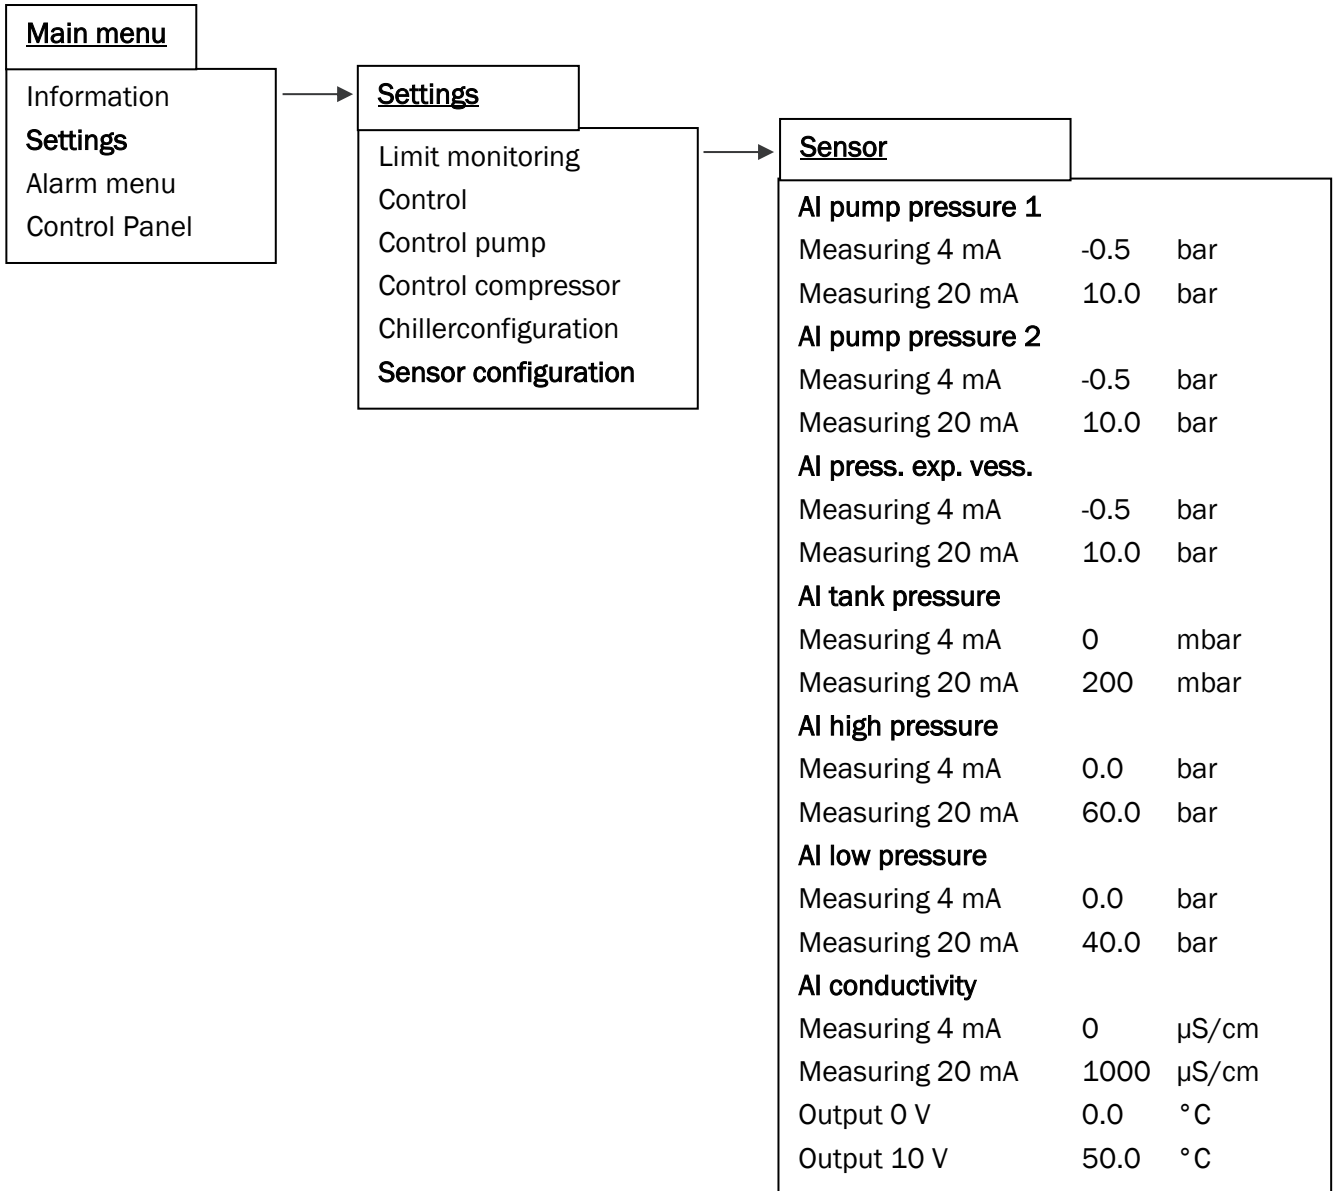 Main menu
Information
Settings
Alarm menu
Control Panel
Settings
Limit monitoring
Control
Control pump
Control compressor
Chillerconfiguration
Sensor configuration
Sensor
AI pump pressure 1
Measuring 4 mA -0.5 bar
Measuring 20 mA 10.0 bar
AI pump pressure 2
Measuring 4 mA -0.5 bar
Measuring 20 mA 10.0 bar
AI press. exp. vess.
Measuring 4 mA -0.5 bar
Measuring 20 mA 10.0 bar
AI tank pressure
Measuring 4 mA 0 mbar
Measuring 20 mA 200 mbar
AI high pressure
Measuring 4 mA 0.0 bar
Measuring 20 mA 60.0 bar
AI low pressure
Measuring 4 mA 0.0 bar
Measuring 20 mA 40.0 bar
AI conductivity
Measuring 4 mA 0 µS/cm
Measuring 20 mA 1000 µS/cm
Output 0 V 0.0 °C
Output 10 V 50.0 °C